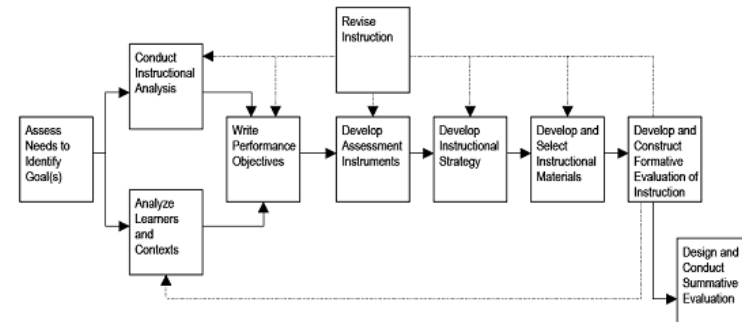 Revise
Instruction
Conduct
Instructional
Analysis
Assess
Needs to
Identify
Goal(s)
Write
Performance
Objectives
Develop
Assessment
Instruments
Develop
Instructional
Strategy
Develop and
Select
Instructional
Materials
Develop and
Construct
Formative
Evaluation of
Instruction
Analyze
Learners
and
Contexts
Design and
Conduct
Summative
Evaluation